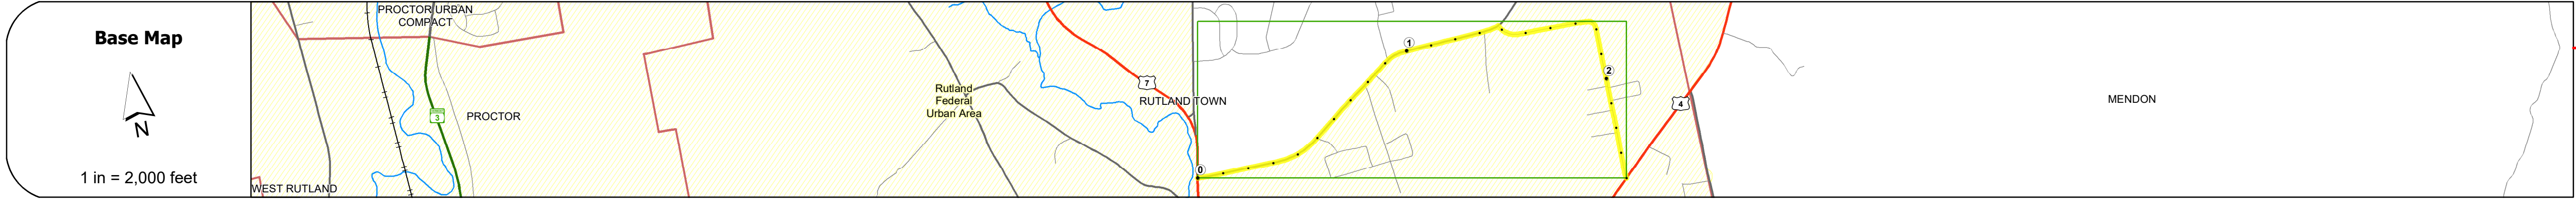 Base Map
N
1 in = 2,000 feet
PROCTOR URBAN
COMPACT
3
PROCTOR
WEST RUTLAND
Rutland
Federal
Urban Area
7
RUTLAND TOWN
0
1
2
4
MENDON